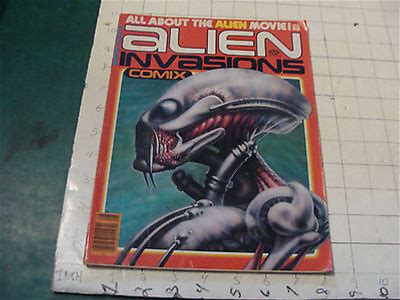 ALL ABOUT THE ALIEN MOVIE!
ALIEN
INVASIONS
COMIX
INCH 1 2 3 4 5 6 7 8 9 10